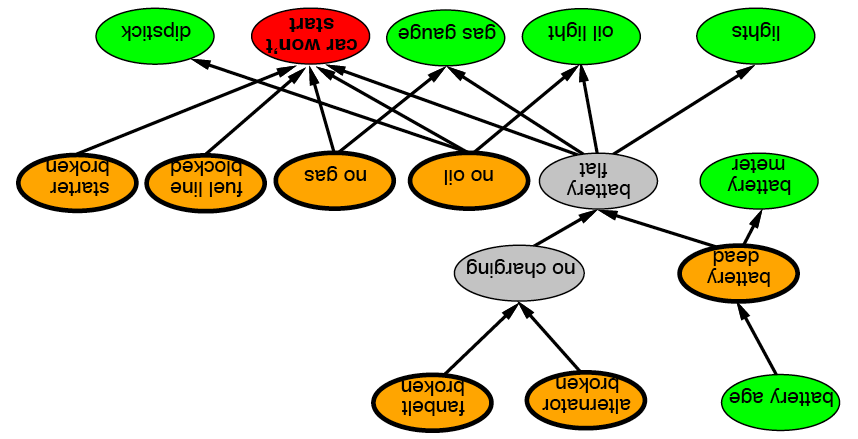 battery age
alternator
broken
fanbelt
broken
battery
dead
no charging
battery
meter
battery
flat
no oil
no gas
fuel line
blocked
starter
broken
lights
oil light
gas gauge
car won't
start
dipstick